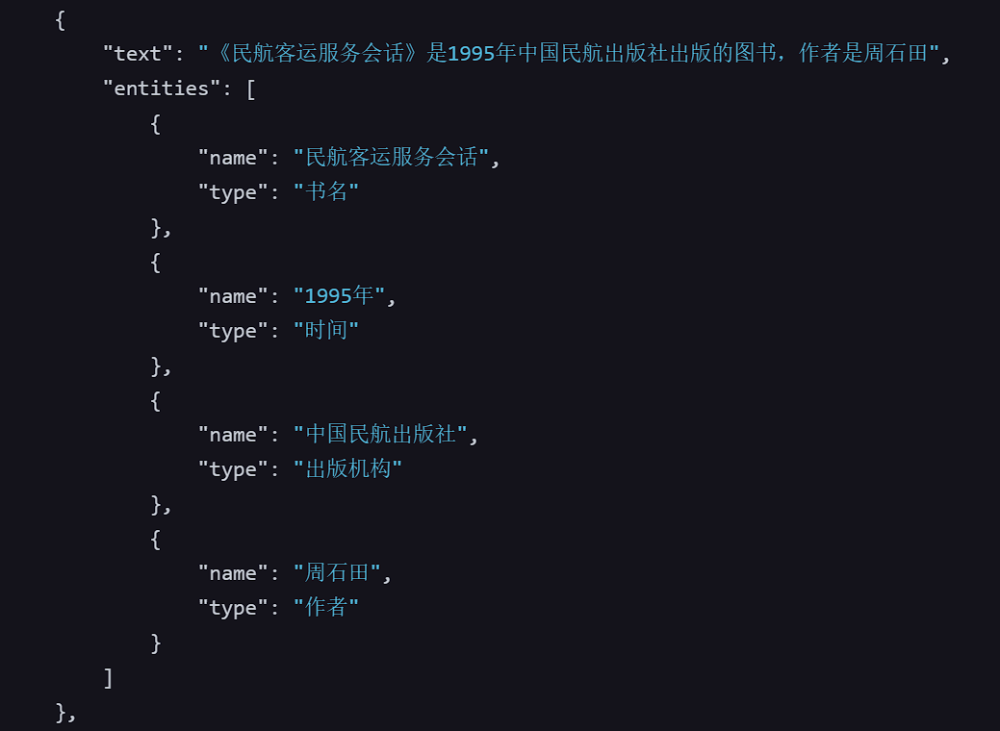 {
"text": "《民航客运服务会话》是1995年中国民航出版社出版的图书，作者是周石田",
"entities": [
{
"name": "民航客运服务会话",
"type": "书名"
},
{
"name": "1995年",
"type": "时间"
},
{
"name": "中国民航出版社",
"type": "出版机构"
},
{
"name": "周石田",
"type": "作者"
}
]
},